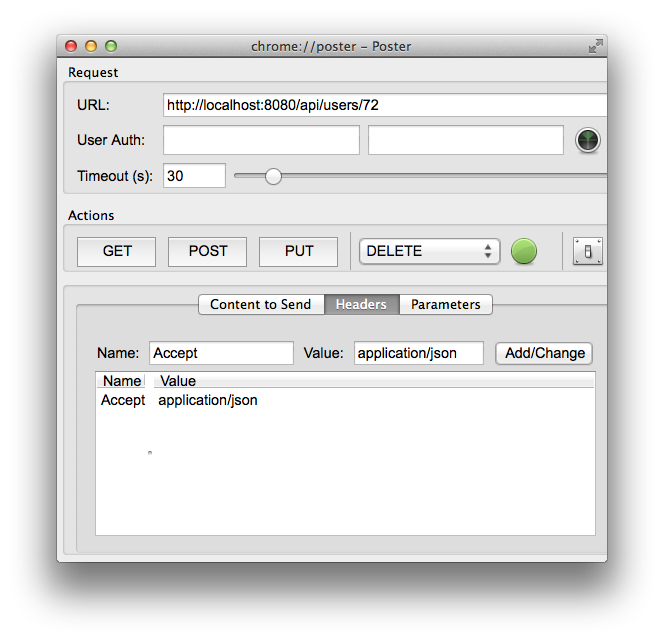 chrome://poster – Poster
Request
URL: http://localhost:8080/api/users/72
User Auth:
Timeout (s): 30
Actions
GET POST PUT DELETE
Content to Send Headers Parameters
Name: Accept Value: application/json Add/Change
Name Value
Accept application/json